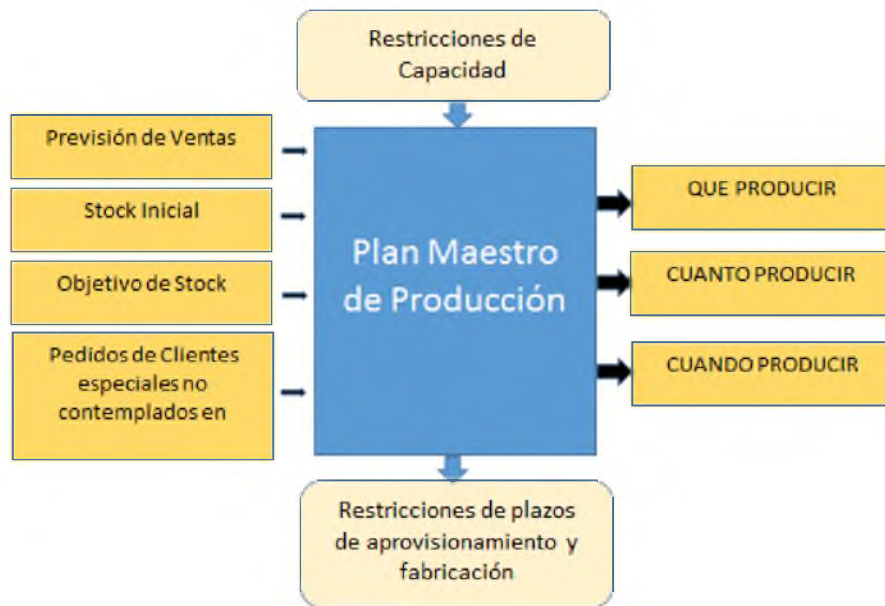 Restricciones de
Capacidad
Previsión de Ventas
Stock Inicial
Objetivo de Stock
Pedidos de Clientes
especiales no
contemplados en
Plan Maestro
de Producción
QUE PRODUCIR
CUANTO PRODUCIR
CUANDO PRODUCIR
Restricciones de plazos
de aprovisionamiento y
fabricación